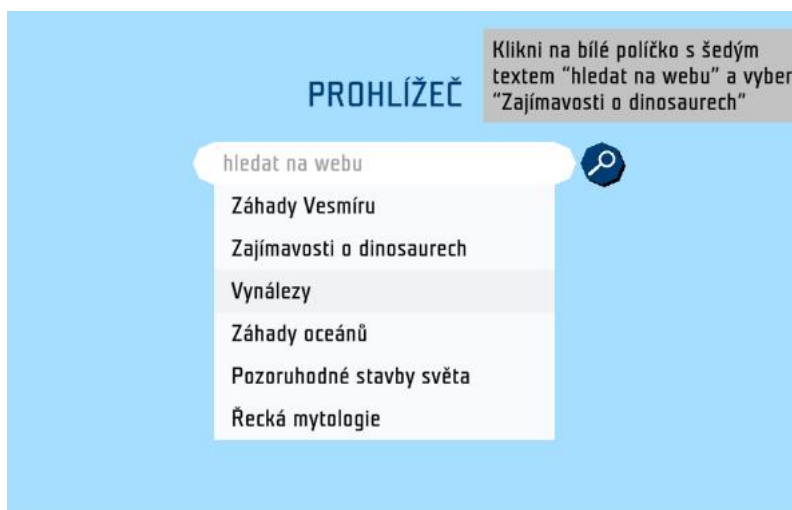 Klikni na bílé políčko s šedým
textem “hledat na webu” a vyber
“Zajímavosti o dinosaurech”
PROHLÍŽEČ
hledat na webu
Záhady Vesmíru
Zajímavosti o dinosaurech
Vynálezy
Záhady oceánů
Pozoruhodné stavby světa
Řecká mytologie